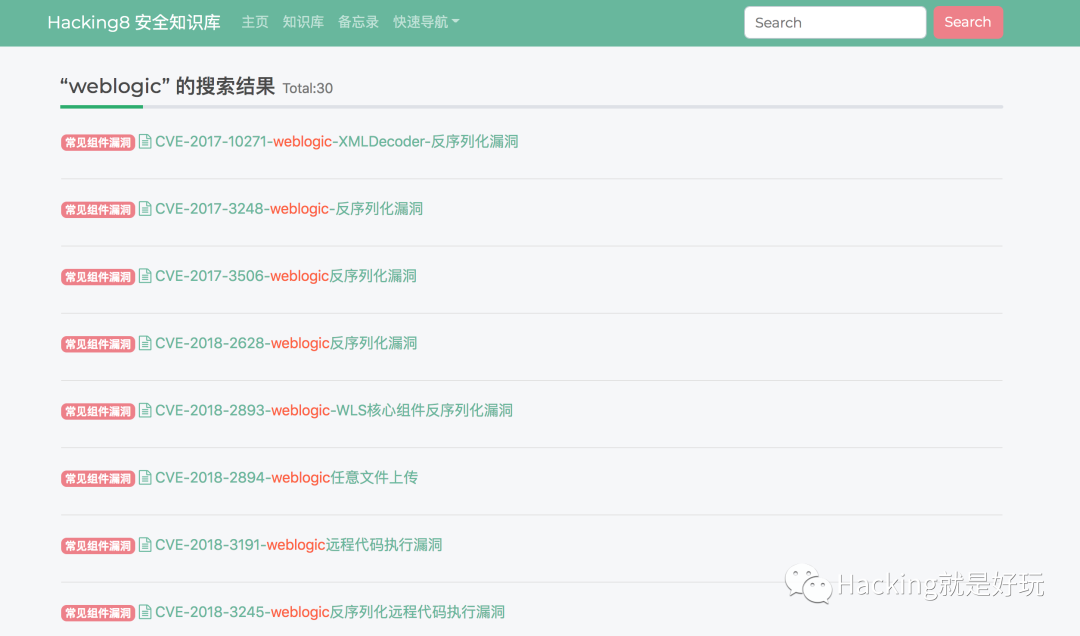 Hacking8 安全知识库 主页 知识库 备忘录 快速导航 Search Search
“weblogic” 的搜索结果 Total:30
常见组件漏洞 CVE-2017-10271-weblogic-XMLDecoder-反序列化漏洞
常见组件漏洞 CVE-2017-3248-weblogic-反序列化漏洞
常见组件漏洞 CVE-2017-3506-weblogic反序列化漏洞
常见组件漏洞 CVE-2018-2628-weblogic反序列化漏洞
常见组件漏洞 CVE-2018-2893-weblogic-WLS核心组件反序列化漏洞
常见组件漏洞 CVE-2018-2894-weblogic任意文件上传
常见组件漏洞 CVE-2018-3191-weblogic远程代码执行漏洞
Hacking就是好玩
常见组件漏洞 CVE-2018-3245-weblogic反序列化远程代码执行漏洞